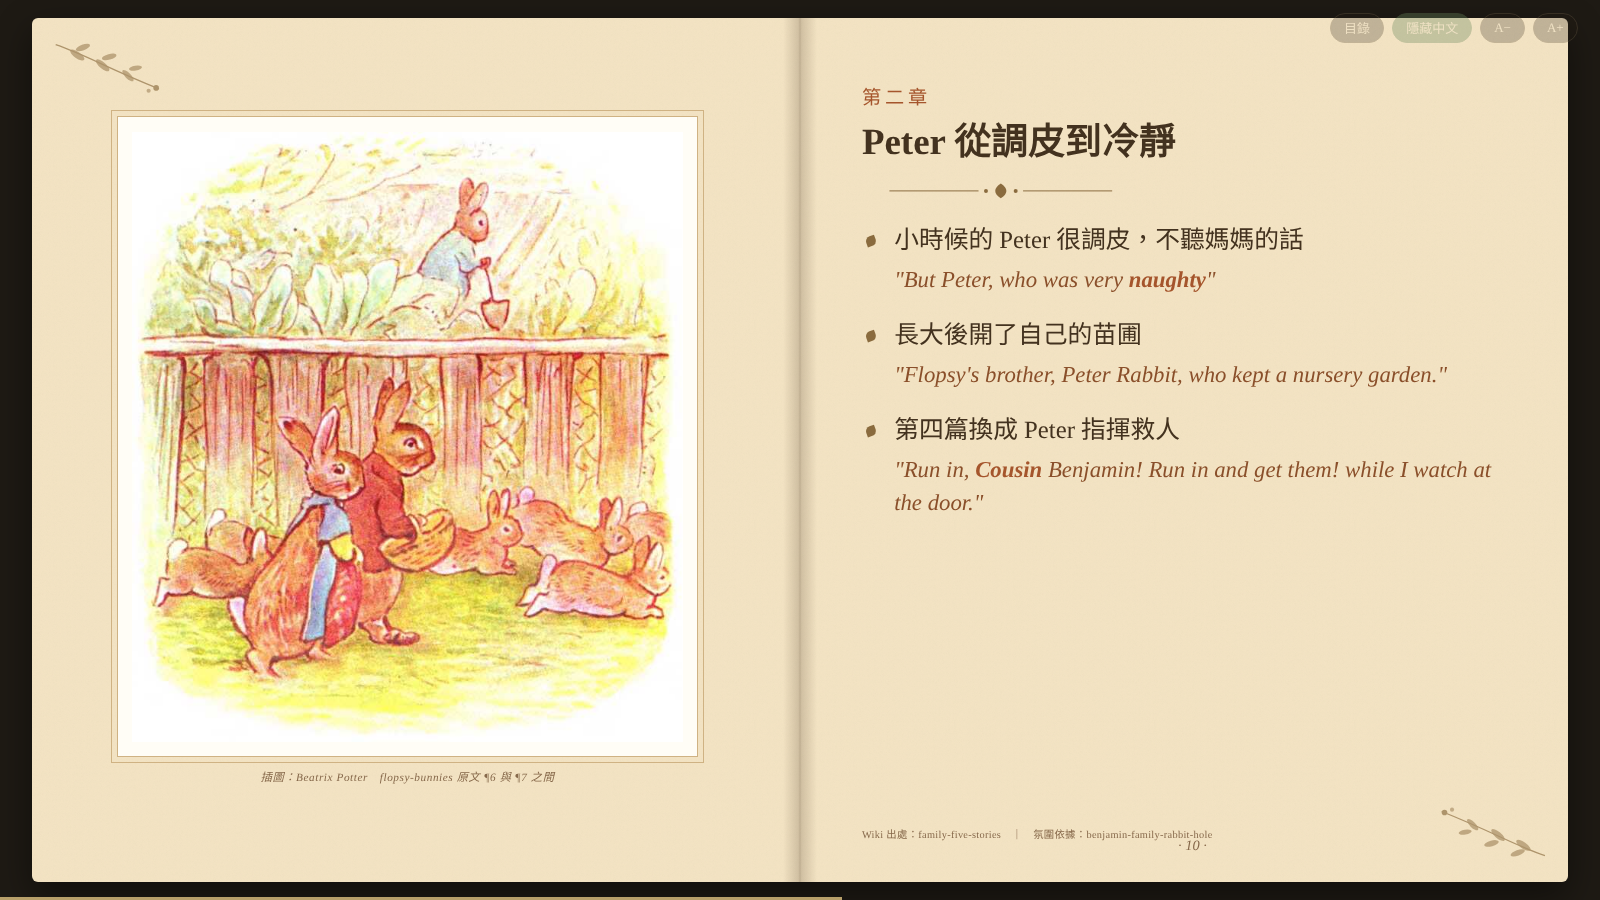 目錄
隱藏中文
A−
A+
第二章
Peter 從調皮到冷靜
小時候的 Peter 很調皮，不聽媽媽的話
"But Peter, who was very naughty"
長大後開了自己的苗圃
"Flopsy's brother, Peter Rabbit, who kept a nursery garden."
第四篇換成 Peter 指揮救人
"Run in, Cousin Benjamin! Run in and get them! while I watch at
the door."
插圖：Beatrix Potter　flopsy-bunnies 原文 ¶6 與 ¶7 之間
Wiki 出處：family-five-stories ｜ 氛圍依據：benjamin-family-rabbit-hole
· 10 ·